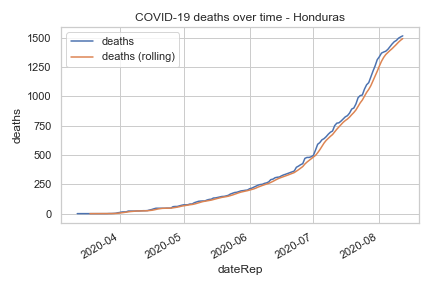 COVID-19 deaths over time - Honduras
deaths
deaths (rolling)
1500
1250
1000
750
500
250
0
deaths
2020-04
2020-05
2020-06
2020-07
2020-08
dateRep